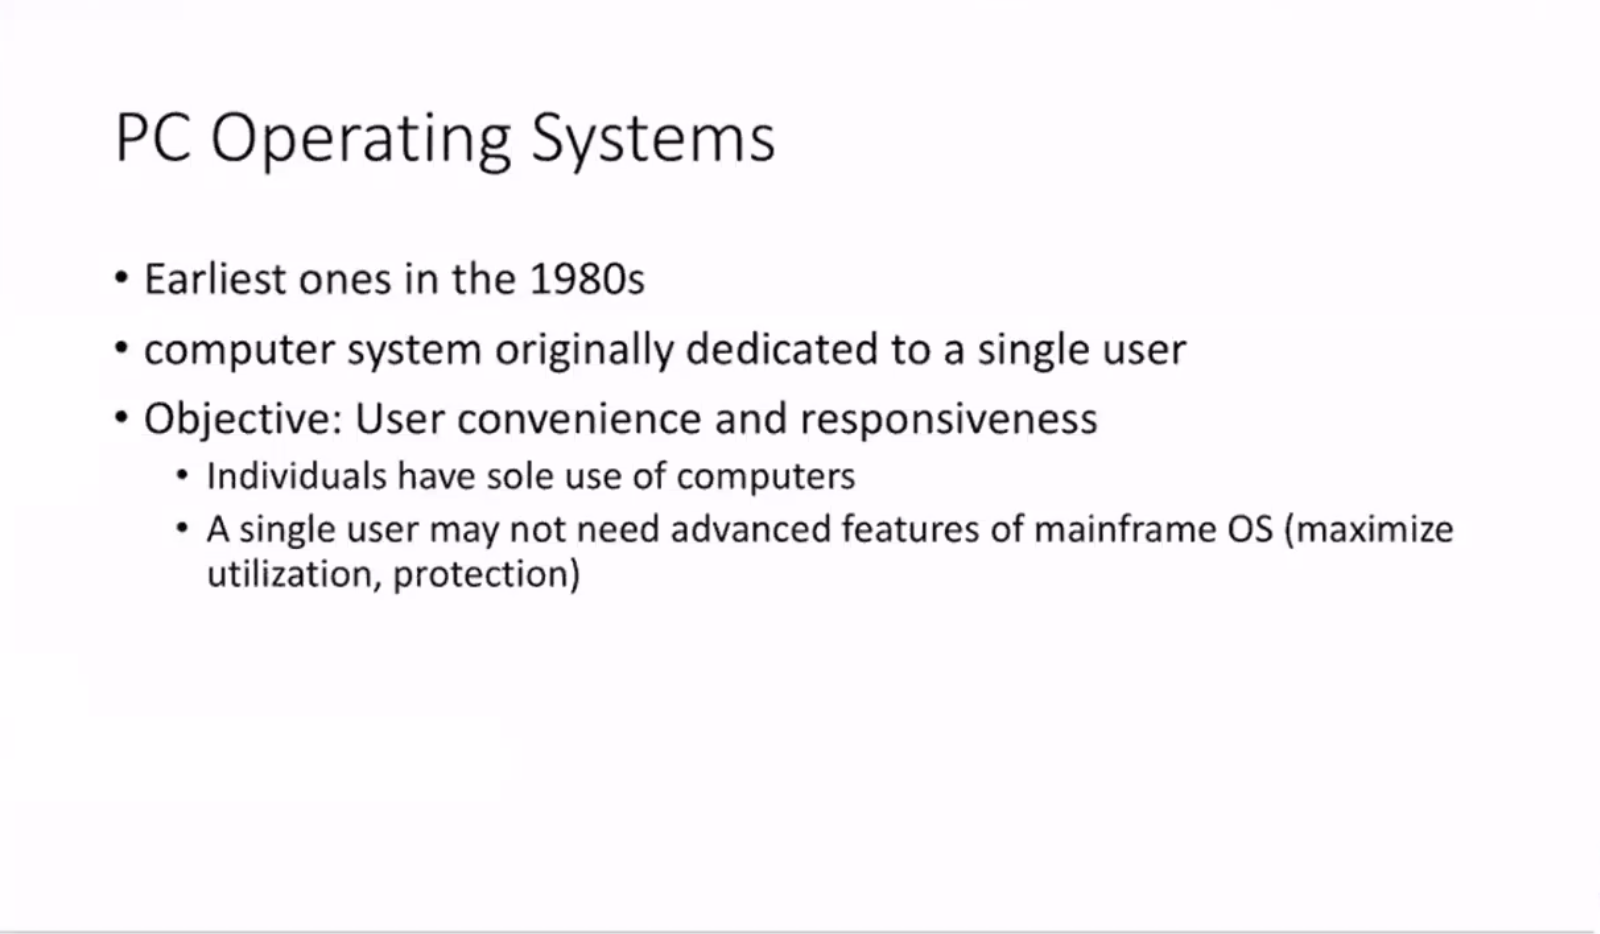 PC Operating Systems
• Earliest ones in the 1980s
• computer system originally dedicated to a single user
• Objective: User convenience and responsiveness
• Individuals have sole use of computers
• A single user may not need advanced features of mainframe OS (maximize
utilization, protection)